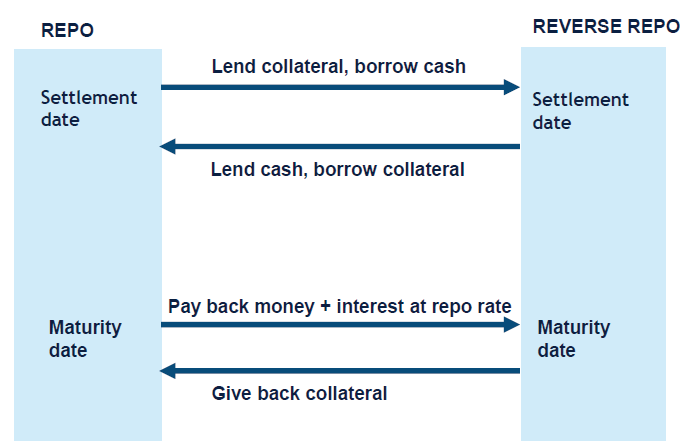 REPO
REVERSE REPO
Lend collateral, borrow cash
Settlement
date
Settlement
date
Lend cash, borrow collateral
Pay back money + interest at repo rate
Maturity
date
Maturity
date
Give back collateral